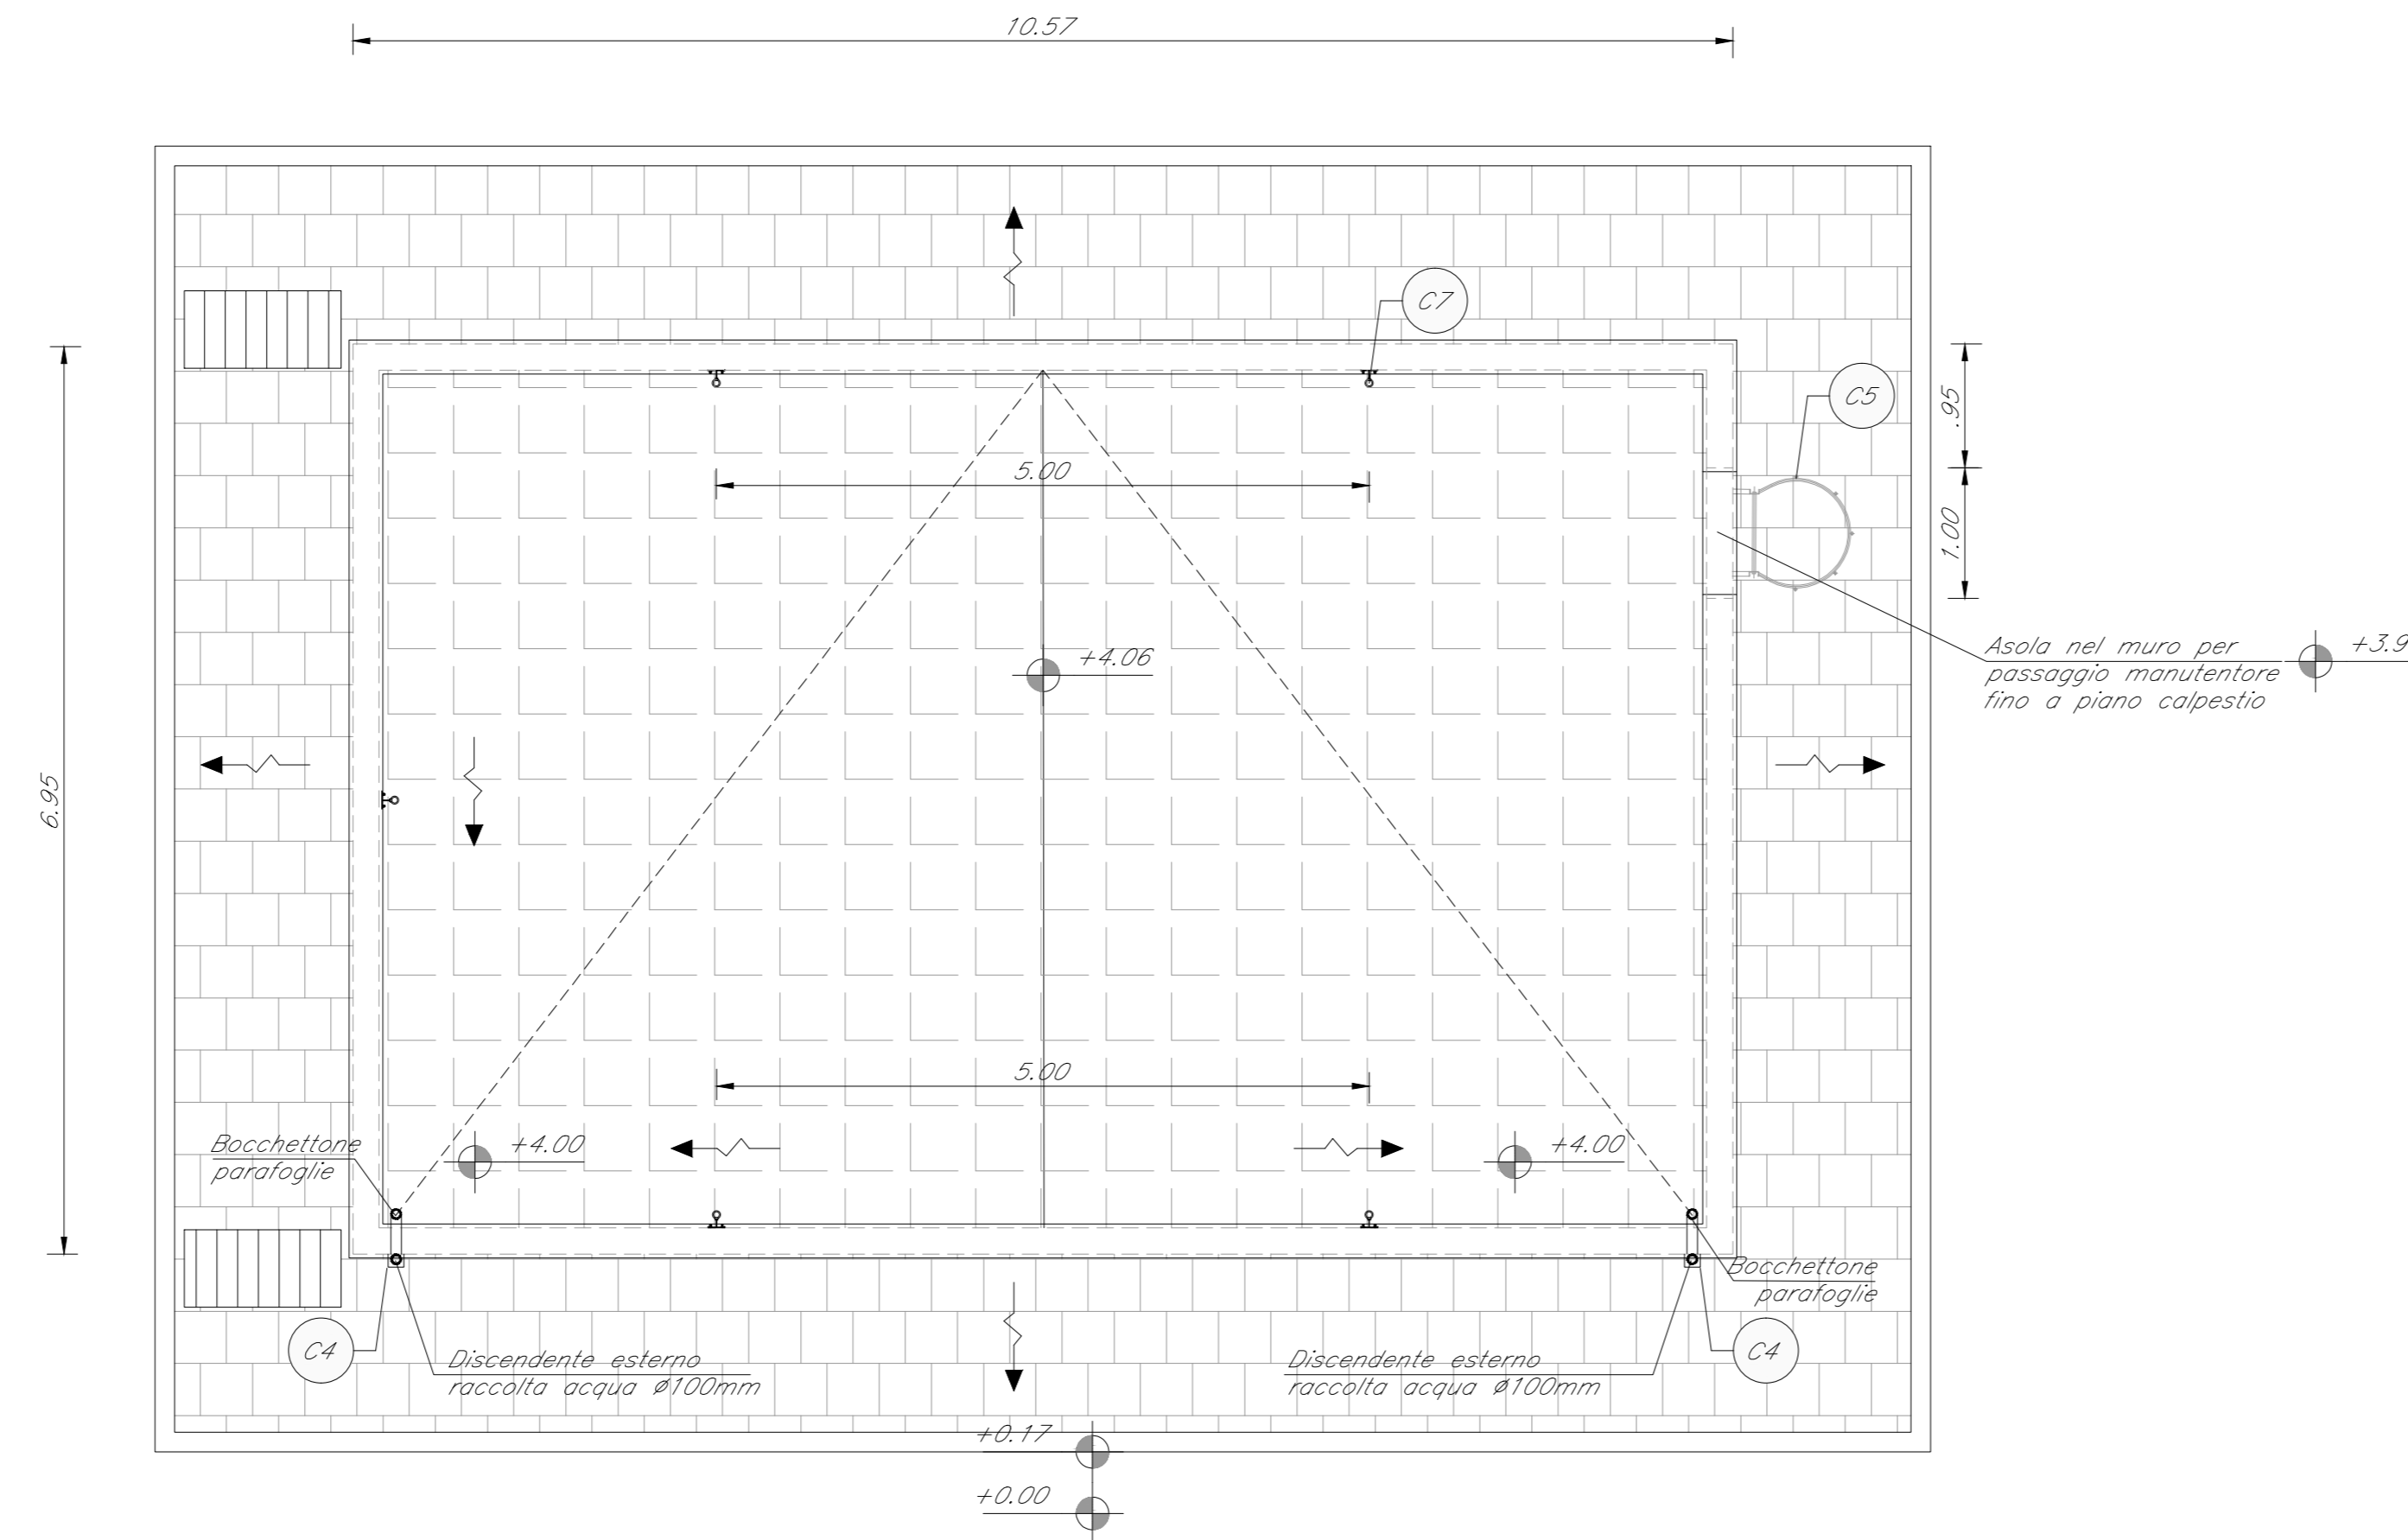 10.57
C7
C5
.95
5.00
1.00
+4.06
Asola nel muro per
passaggio manutentore
fino a piano calpestio
+3.9
6.95
5.00
Bocchettone
parafoglie
+4.00
+4.00
Bocchettone
parafoglie
C4
Discendente esterno
raccolta acqua ø100mm
Discendente esterno
raccolta acqua ø100mm
C4
+0.17
+0.00